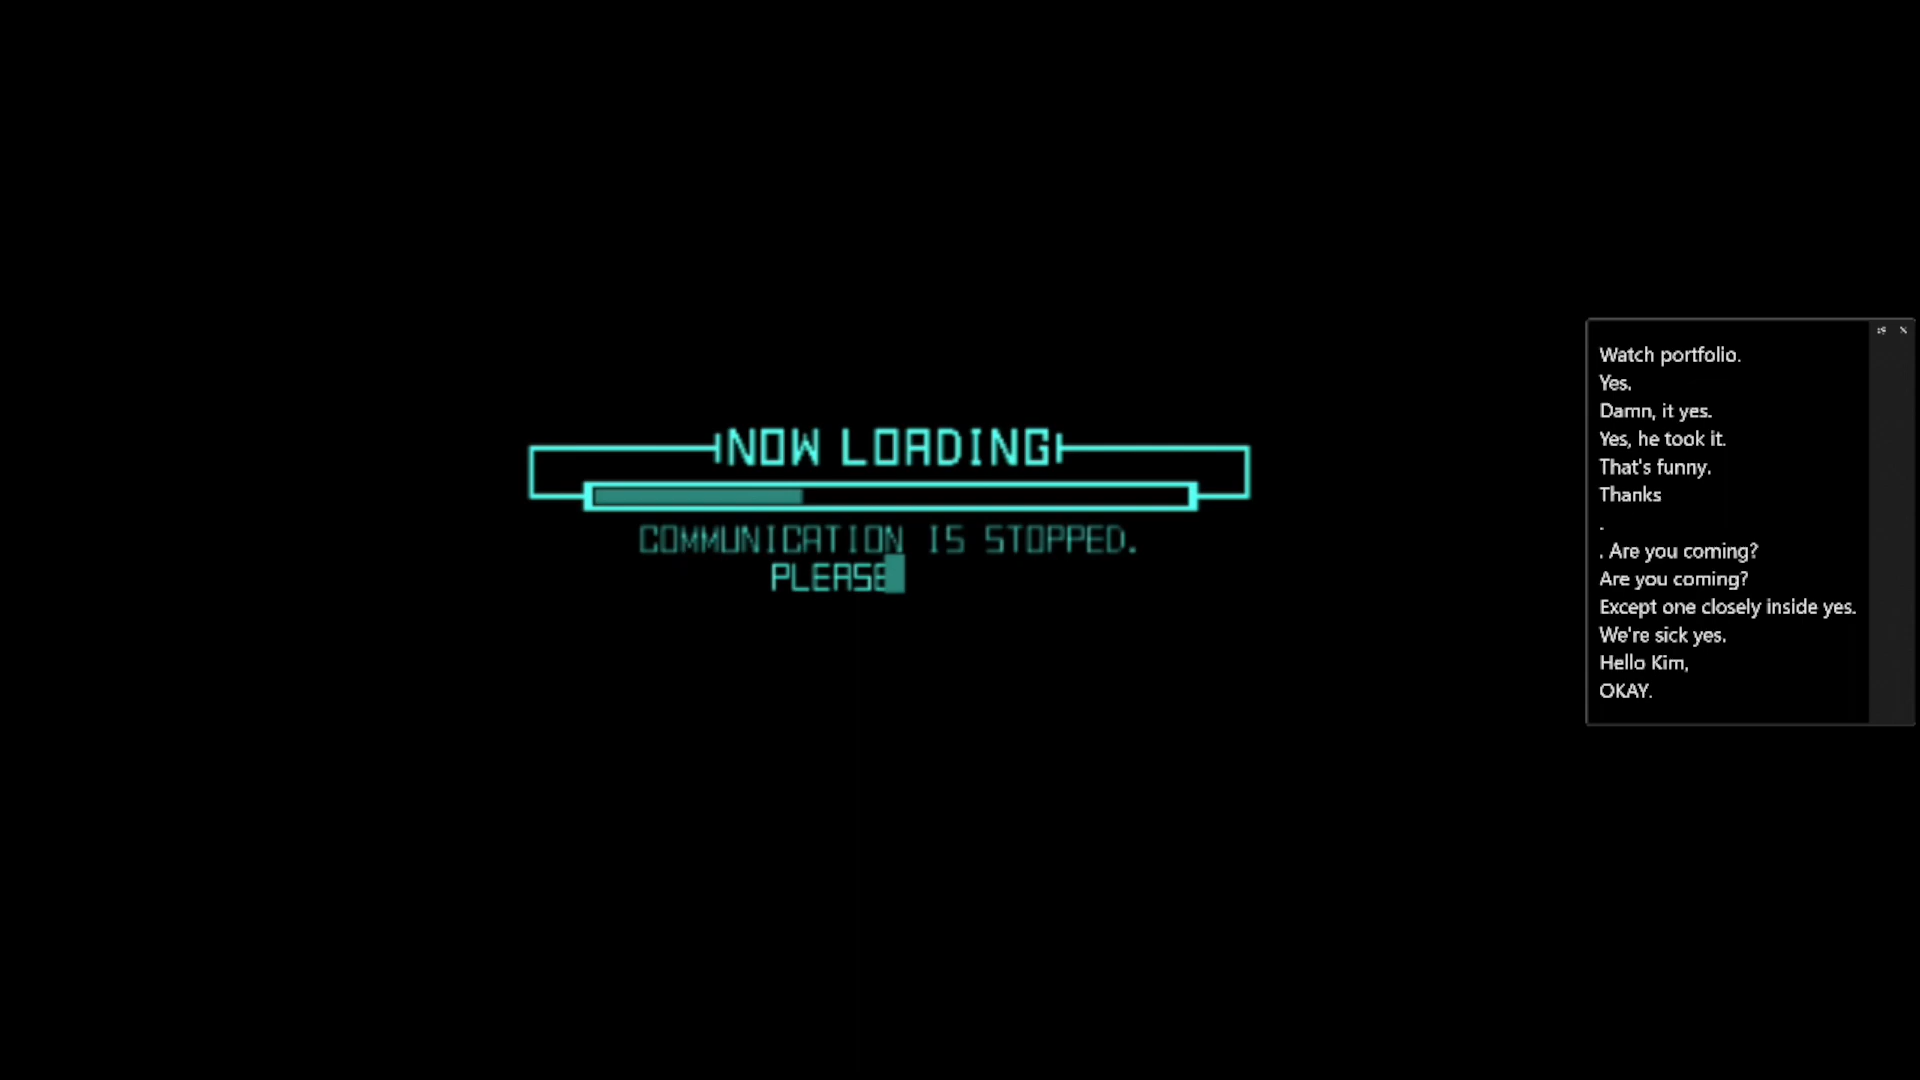 NOW LOADING
COMMUNICATION IS STOPPED.
PLEASE
Watch portfolio.
Yes.
Damn, it yes.
Yes, he took it.
That's funny.
Thanks
.
. Are you coming?
Are you coming?
Except one closely inside yes.
We're sick yes.
Hello Kim,
OKAY.